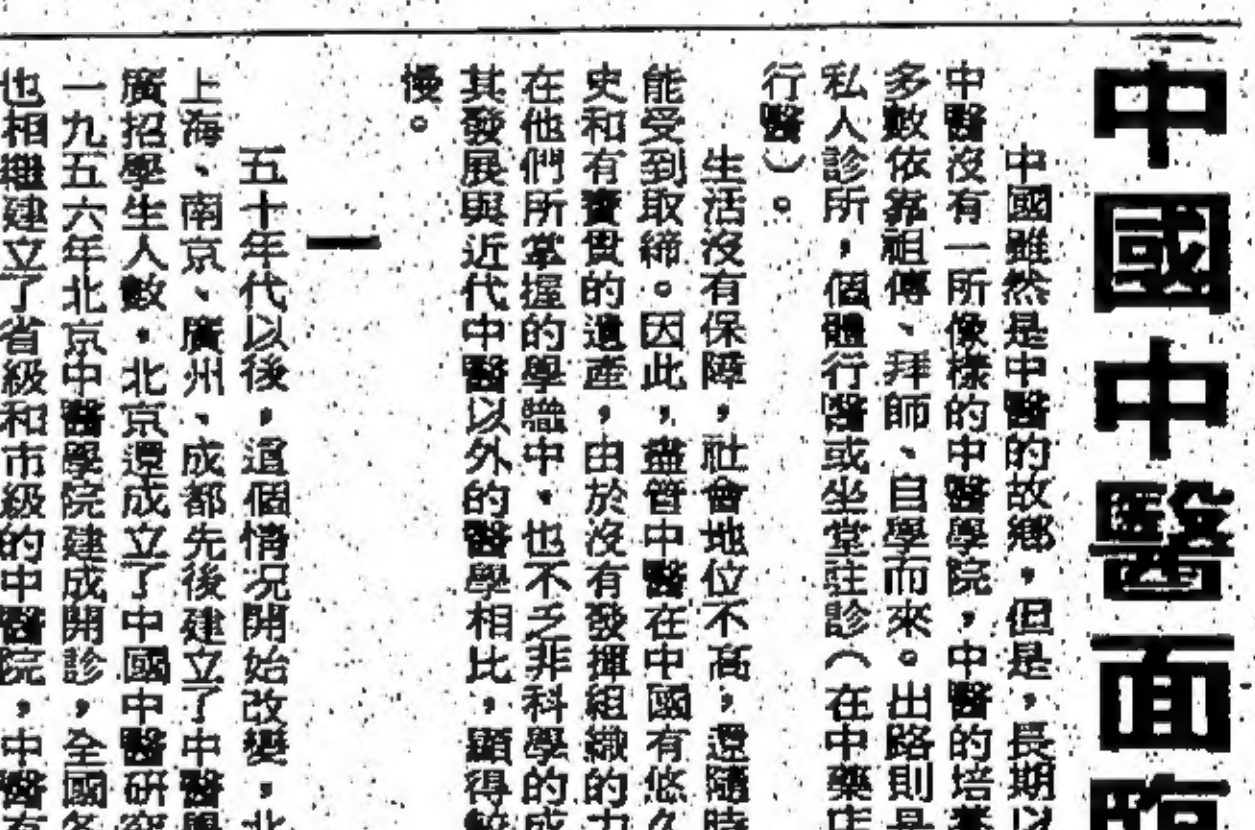 中國中醫面臨
中國雖然是中醫的故鄉，但是，長期以
中醫沒有一所像樣的中醫學院，中醫的培養
多數依靠祖傳、拜師、自學而來。出路則是
私人診所，個體行醫或坐堂駐診（在中藥店
行醫）。
生活沒有保障，社會地位不高，還隨時
能受到取締。因此，盡管中醫在中國有悠久
史和有寶貴的遺產，由於沒有發揮組織的力
在他們所掌握的學識中，也不乏非科學的成
其發展與近代中醫以外的醫學相比，顯得較
慢。
一
五十年代以後，這個情況開始改變，北
上海、南京、廣州、成都先後建立了中醫學
廣招學生人數，北京還成立了中國中醫研究
一九五六年北京中醫學院建成開診，全國各
也相繼建立了省級和市級的中醫院，中醫有